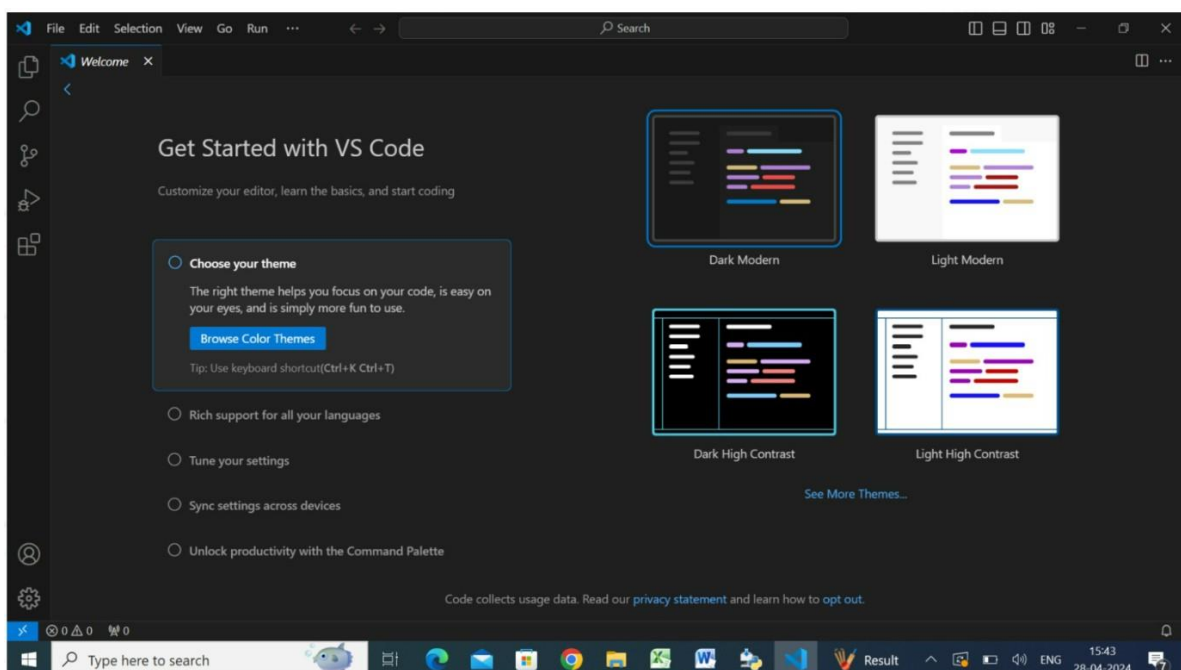 File Edit Selection View Go Run ··· Search
Welcome
Get Started with VS Code
Customize your editor, learn the basics, and start coding
Choose your theme
The right theme helps you focus on your code, is easy on
your eyes, and is simply more fun to use.
Browse Color Themes
Tip: Use keyboard shortcut(Ctrl+K Ctrl+T)
Rich support for all your languages
Tune your settings
Sync settings across devices
Unlock productivity with the Command Palette
Dark Modern
Light Modern
Dark High Contrast
Light High Contrast
See More Themes...
Code collects usage data. Read our privacy statement and learn how to opt out.
0 0 0
Type here to search
Result
ENG
15:43
28-04-2024
7